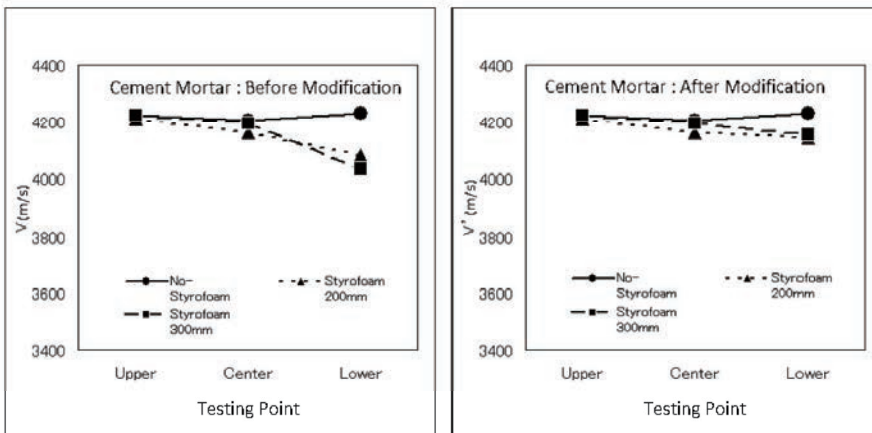 Cement Mortar : Before Modification
4400
4200
4000
3800
3600
3400
V(m/s)
No-
Styrofoam
Styrofoam
200mm
Styrofoam
300mm
Upper
Center
Lower
Testing Point
Cement Mortar : After Modification
4400
4200
4000
3800
3600
3400
V' (m/s)
No-
Styrofoam
Styrofoam
200mm
Styrofoam
300mm
Upper
Center
Lower
Testing Point